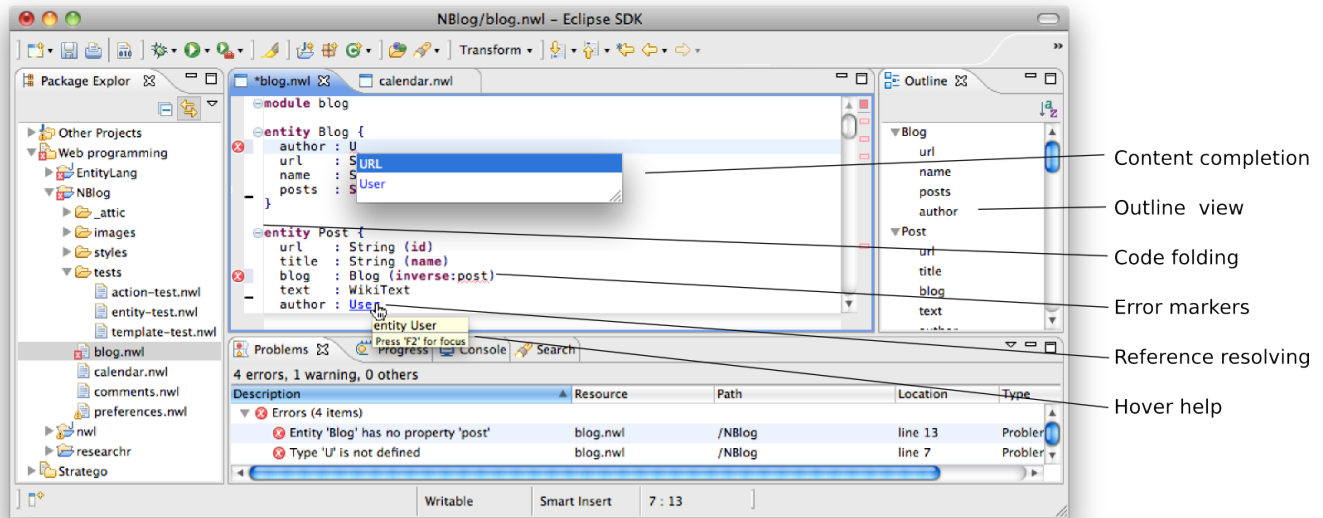 NBlog/blog.nwl – Eclipse SDK
Transform
»
Package Explor
*blog.nwl
calendar.nwl
Outline
Other Projects
Web programming
EntityLang
NBlog
_attic
images
styles
tests
action-test.nwl
entity-test.nwl
template-test.nwl
blog.nwl
calendar.nwl
comments.nwl
preferences.nwl
nwl
researchr
Stratego
module blog
entity Blog {
author : U
url : S
name : S
posts : S
}
URL
User
entity Post {
url : String (id)
title : String (name)
blog : Blog (inverse:post)
text : WikiText
author : User
entity User
Press 'F2' for focus
Blog
url
name
posts
author
Post
url
title
blog
text
author
Content completion
Outline view
Code folding
Error markers
Reference resolving
Hover help
Problems
Progress
Console
Search
4 errors, 1 warning, 0 others
Description Resource Path Location Type
Errors (4 items)
Entity 'Blog' has no property 'post' blog.nwl /NBlog line 13 Probler
Type 'U' is not defined blog.nwl /NBlog line 7 Probler
Writable Smart Insert 7 : 13